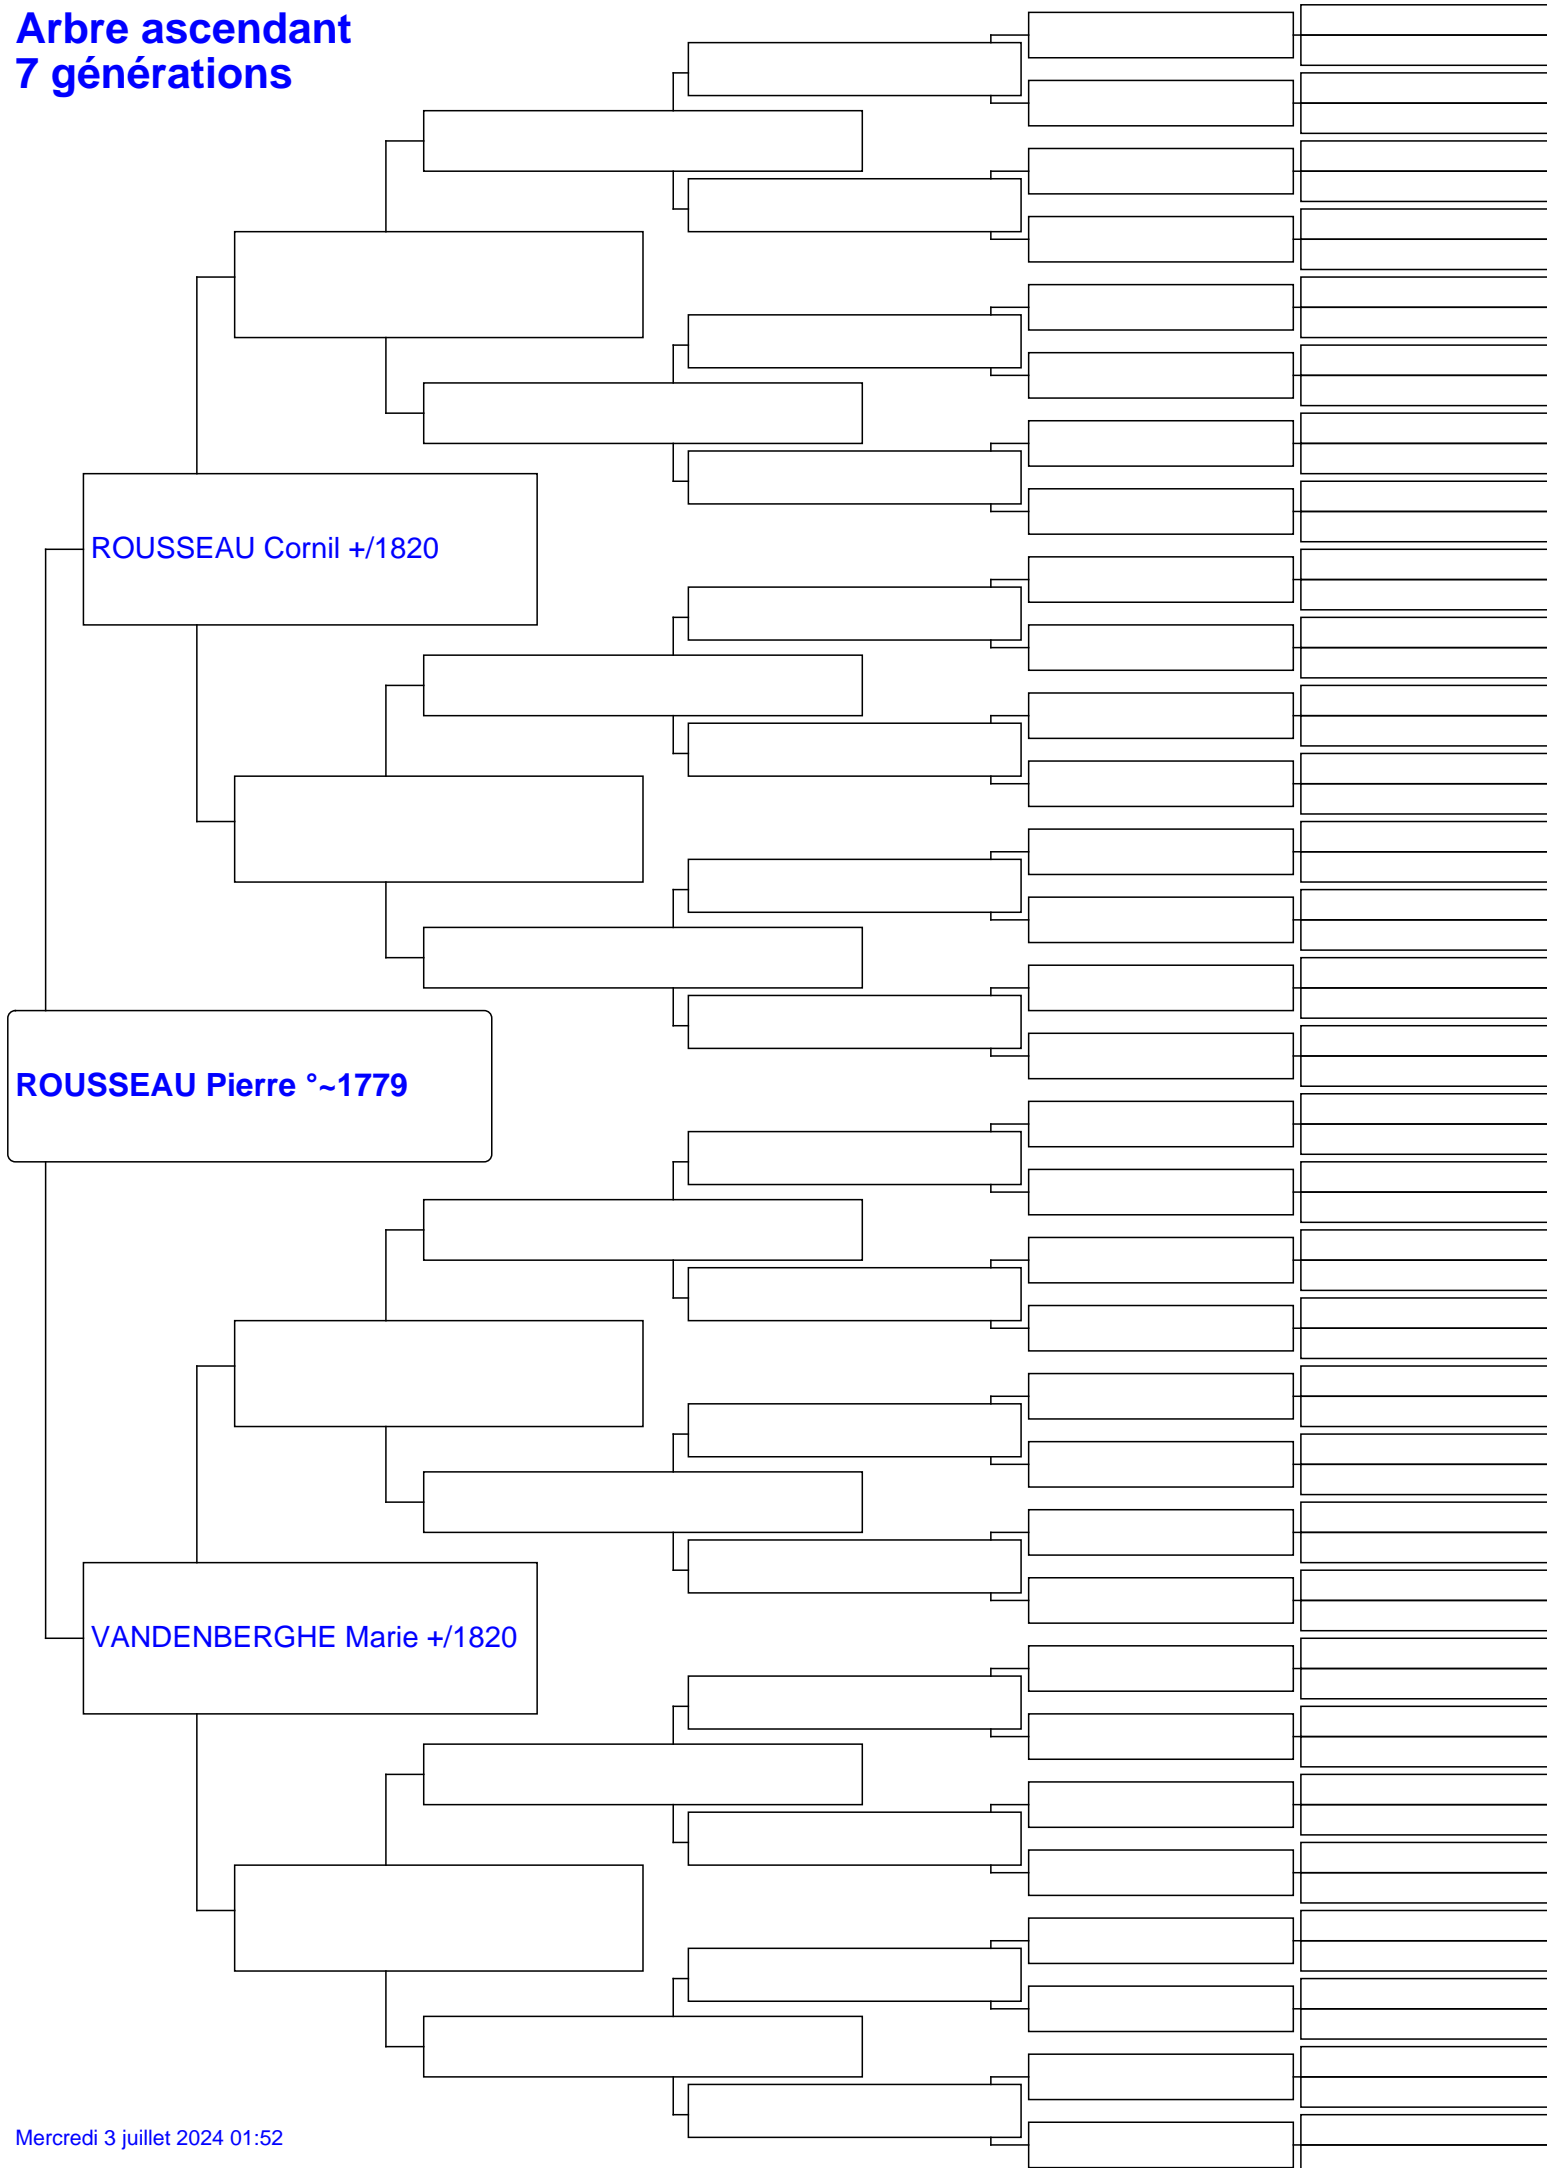 Arbre ascendant
7 générations
ROUSSEAU Cornil +/1820
ROUSSEAU Pierre °~1779
VANDENBERGHE Marie +/1820
Mercredi 3 juillet 2024 01:52